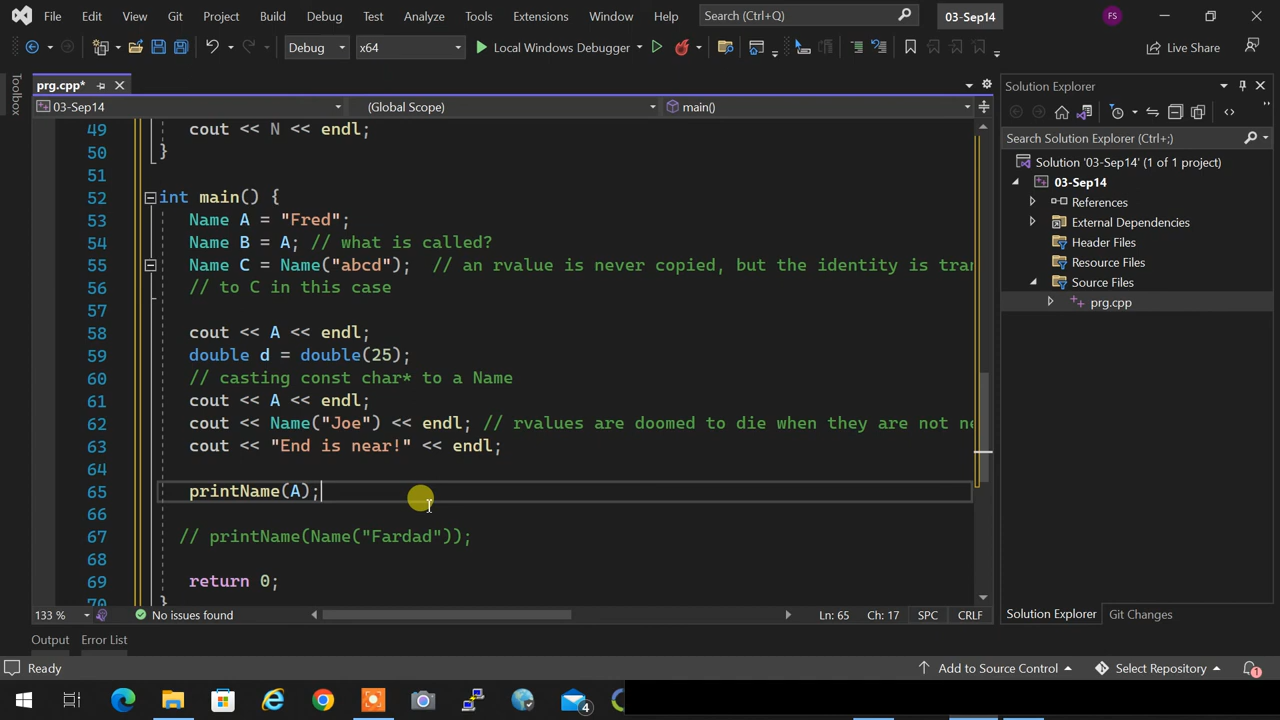 File Edit View Git Project Build Debug Test Analyze Tools Extensions Window Help Search (Ctrl+Q) 03-Sep14 FS
Debug x64 Local Windows Debugger Live Share
Toolbox
prg.cpp*
03-Sep14 (Global Scope) main()
49 cout << N << endl;
50 }
51
52 int main() {
53 Name A = "Fred";
54 Name B = A; // what is called?
55 Name C = Name("abcd"); // an rvalue is never copied, but the identity is tran
56 // to C in this case
57
58 cout << A << endl;
59 double d = double(25);
60 // casting const char* to a Name
61 cout << A << endl;
62 cout << Name("Joe") << endl; // rvalues are doomed to die when they are not ne
63 cout << "End is near!" << endl;
64
65 printName(A);
66
67 // printName(Name("Fardad"));
68
69 return 0;
70 }
133 % No issues found Ln: 65 Ch: 17 SPC CRLF
Output Error List
Solution Explorer
Search Solution Explorer (Ctrl+;)
Solution '03-Sep14' (1 of 1 project)
03-Sep14
References
External Dependencies
Header Files
Resource Files
Source Files
prg.cpp
Solution Explorer Git Changes
Ready Add to Source Control Select Repository 1
4